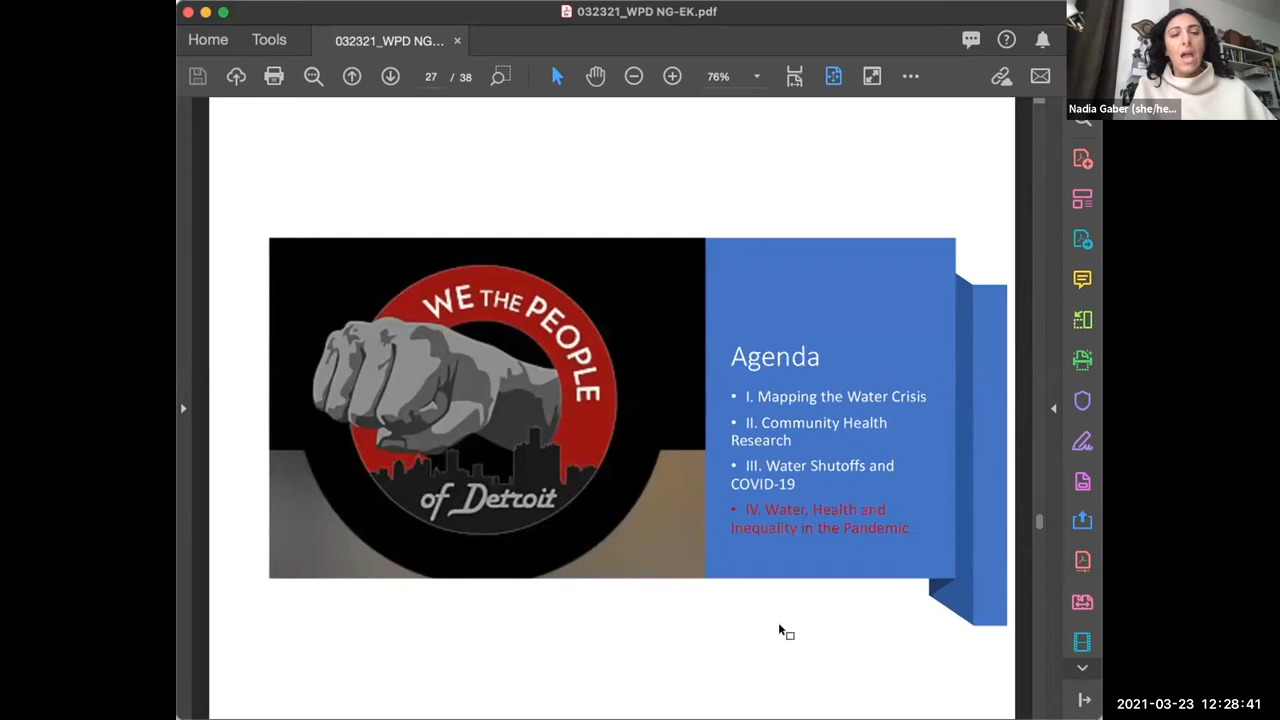 032321_WPD NG-EK.pdf
Home
Tools
032321_WPD NG...
27 / 38
76%
Nadia Gaber (she/he...
WE THE PEOPLE
of Detroit
Agenda
• I. Mapping the Water Crisis
• II. Community Health
Research
• III. Water Shutoffs and
COVID-19
• IV. Water, Health and
Inequality in the Pandemic
2021-03-23 12:28:41